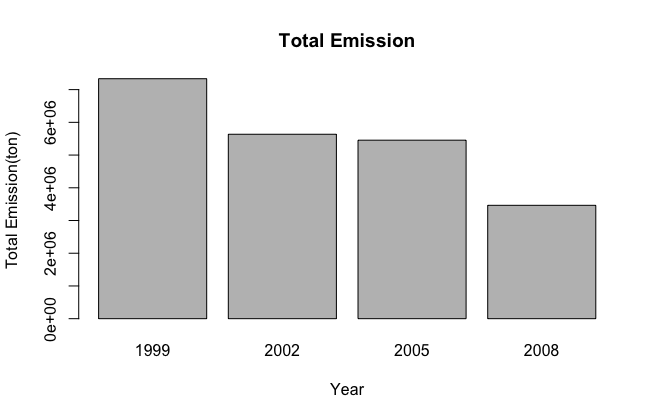 Total Emission
Total Emission(ton)
6e+06
4e+06
2e+06
0e+00
1999 2002 2005 2008
Year